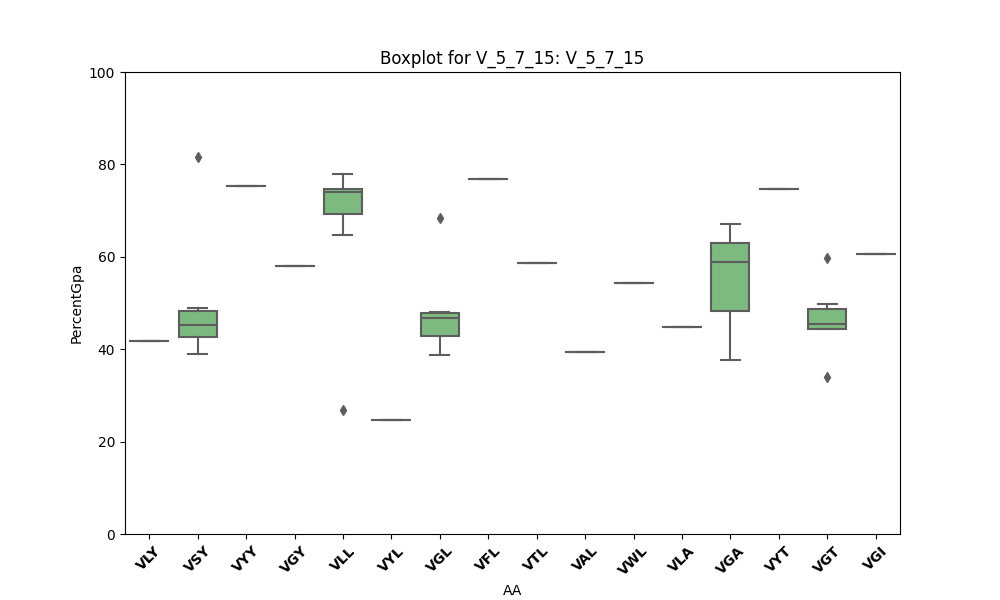 Boxplot for V_5_7_15: V_5_7_15
100
80
60
40
20
0
PercentGpa
VLY VSY VYY VGY VLL VYL VGL VFL VTL VAL VWL VLA VGA VYT VGT VGI
AA